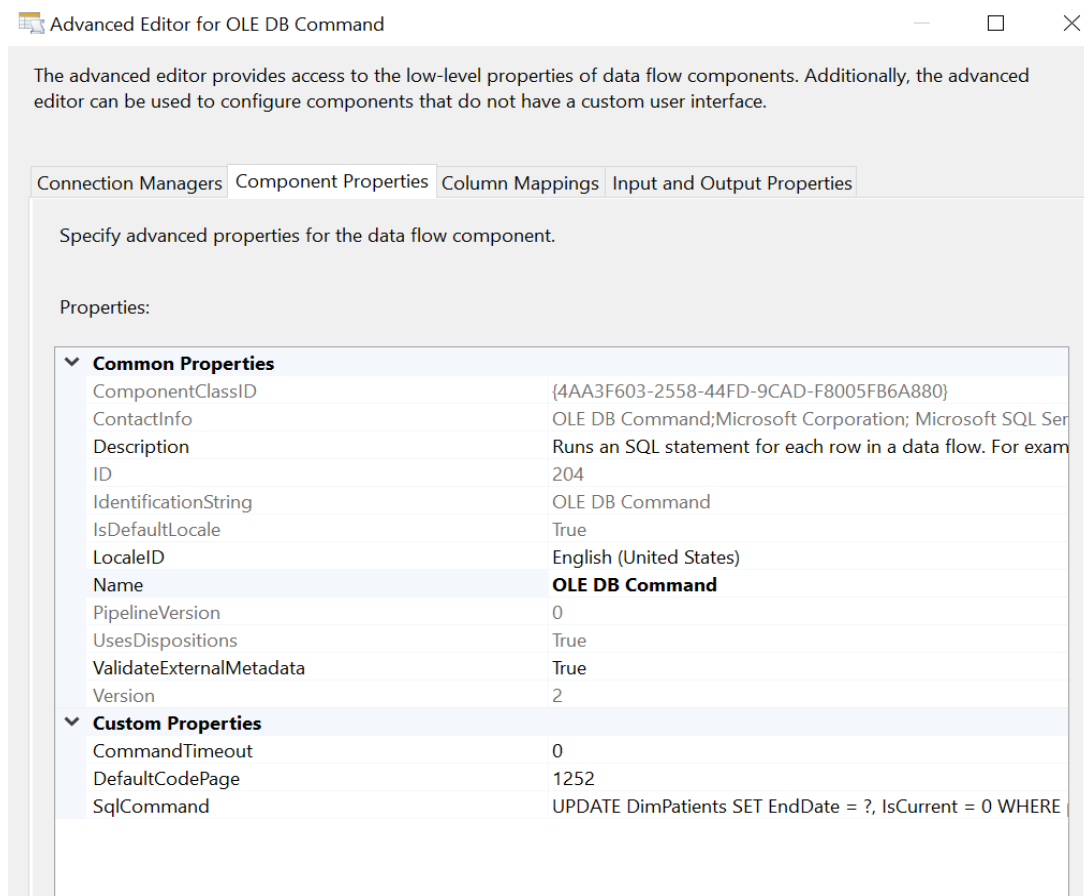 Advanced Editor for OLE DB Command
The advanced editor provides access to the low-level properties of data flow components. Additionally, the advanced
editor can be used to configure components that do not have a custom user interface.
Connection Managers Component Properties Column Mappings Input and Output Properties
Specify advanced properties for the data flow component.
Properties:
Common Properties
ComponentClassID {4AA3F603-2558-44FD-9CAD-F8005FB6A880}
ContactInfo OLE DB Command;Microsoft Corporation; Microsoft SQL Ser
Description Runs an SQL statement for each row in a data flow. For exam
ID 204
IdentificationString OLE DB Command
IsDefaultLocale True
LocaleID English (United States)
Name OLE DB Command
PipelineVersion 0
UsesDispositions True
ValidateExternalMetadata True
Version 2
Custom Properties
CommandTimeout 0
DefaultCodePage 1252
SqlCommand UPDATE DimPatients SET EndDate = ?, IsCurrent = 0 WHERE